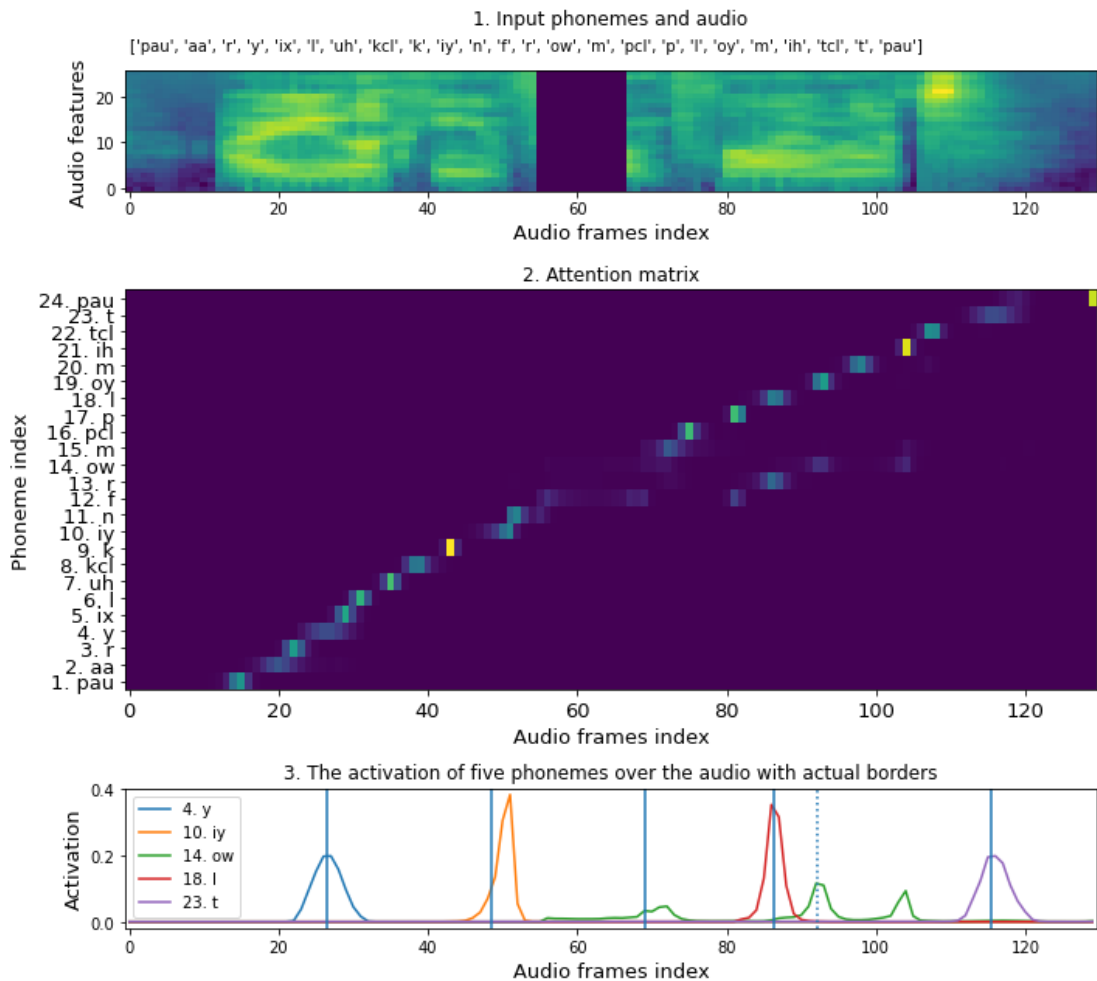 1. Input phonemes and audio
['pau', 'aa', 'r', 'y', 'ix', 'l', 'uh', 'kcl', 'k', 'iy', 'n', 'f', 'r', 'ow', 'm', 'pcl', 'p', 'l', 'oy', 'm', 'ih', 'tcl', 't', 'pau']
Audio features
20
10
0
0 20 40 60 80 100 120
Audio frames index
2. Attention matrix
Phoneme index
24. pau
23. t
22. tcl
21. ih
20. m
19. oy
18. l
17. p
16. pcl
15. m
14. ow
13. r
12. f
11. n
10. iy
9. k
8. kcl
7. uh
6. l
5. ix
4. y
3. r
2. aa
1. pau
0 20 40 60 80 100 120
Audio frames index
3. The activation of five phonemes over the audio with actual borders
Activation
0.4
0.2
0.0
4. y
10. iy
14. ow
18. l
23. t
0 20 40 60 80 100 120
Audio frames index